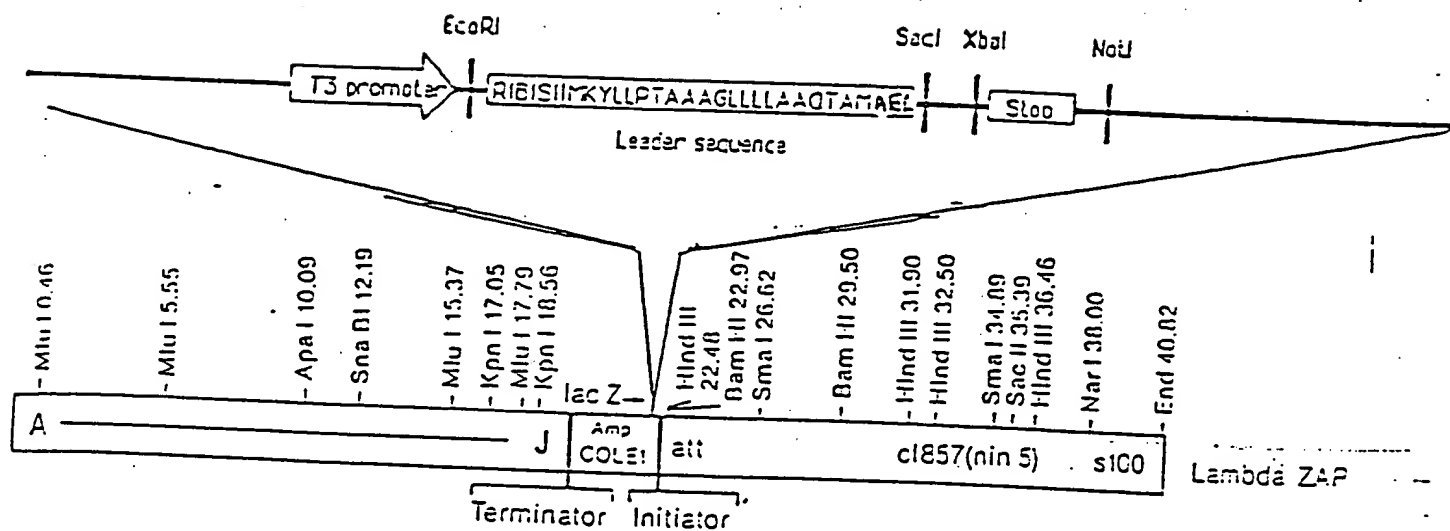 EcoRI
SacI XbaI NotI
T3 promoter
RIEISIIMKYLLPTAAAGLLLLAAQTAMAEL
Stop
Leader sequence
Mlu I 0.46
Mlu I 5.55
Apa I 10.09
Sna BI 12.19
Mlu I 15.37
Kpn I 17.05
Mlu I 17.79
Kpn I 18.56
lac Z
Hind III
22.48
Bam HI 22.97
Sma I 26.62
Bam HI 29.50
Hind III 31.90
Hind III 32.50
Sma I 34.89
Sac II 35.39
Hind III 36.46
Nar I 38.00
End 40.82
A J
Amp
COLE1
att
cI857(nin 5) s100
Lambda ZAP
Terminator Initiator